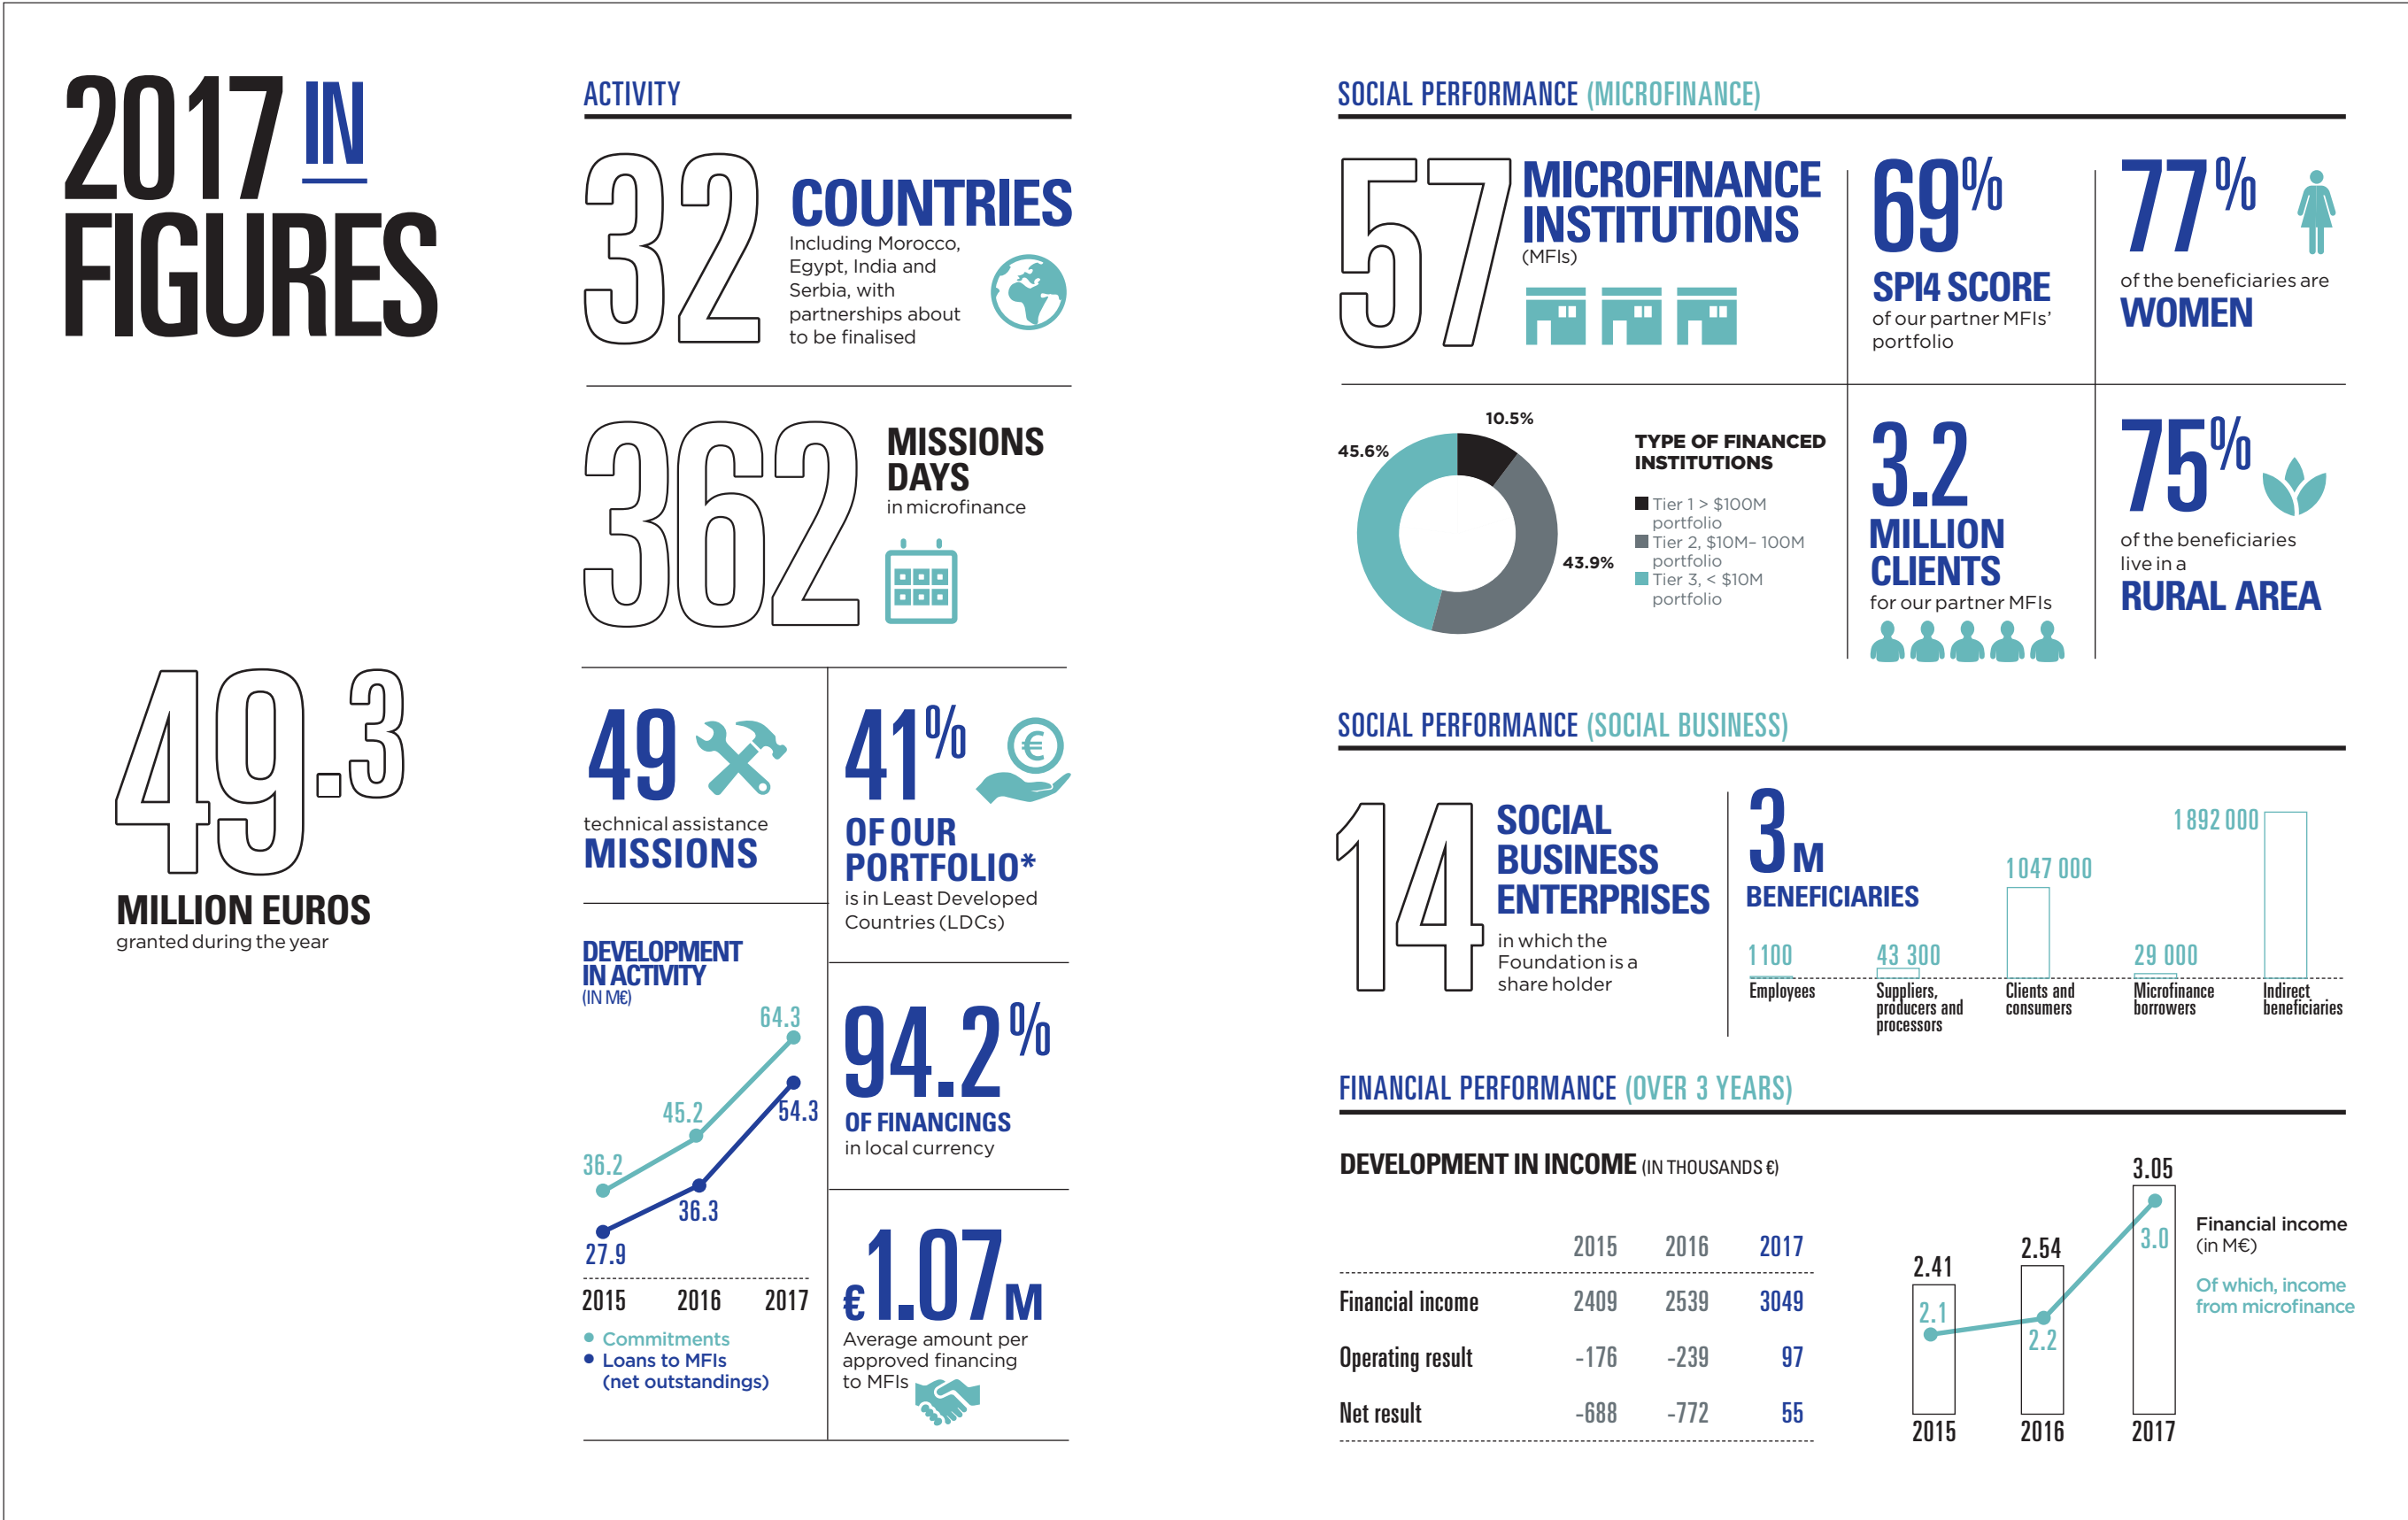 2017 IN
FIGURES
49.3
MILLION EUROS
granted during the year
ACTIVITY
32
COUNTRIES
Including Morocco,
Egypt, India and
Serbia, with
partnerships about
to be finalised
362
MISSIONS
DAYS
in microfinance
49
technical assistance
MISSIONS
41%
OF OUR
PORTFOLIO*
is in Least Developed
Countries (LDCs)
DEVELOPMENT
IN ACTIVITY
(IN M€)
64.3
45.2
54.3
36.2
36.3
27.9
2015 2016 2017
Commitments
Loans to MFIs
(net outstandings)
94.2%
OF FINANCINGS
in local currency
€1.07M
Average amount per
approved financing
to MFIs
SOCIAL PERFORMANCE (MICROFINANCE)
57
MICROFINANCE
INSTITUTIONS
(MFIs)
69%
SPI4 SCORE
of our partner MFIs’
portfolio
77%
of the beneficiaries are
WOMEN
10.5%
45.6%
43.9%
TYPE OF FINANCED
INSTITUTIONS
Tier 1 > $100M
portfolio
Tier 2, $10M– 100M
portfolio
Tier 3, < $10M
portfolio
3.2
MILLION
CLIENTS
for our partner MFIs
75%
of the beneficiaries
live in a
RURAL AREA
SOCIAL PERFORMANCE (SOCIAL BUSINESS)
14
SOCIAL
BUSINESS
ENTERPRISES
in which the
Foundation is a
share holder
3M
BENEFICIARIES
1100
Employees
43 300
Suppliers,
producers and
processors
1047 000
Clients and
consumers
29 000
Microfinance
borrowers
1892 000
Indirect
beneficiaries
FINANCIAL PERFORMANCE (OVER 3 YEARS)
DEVELOPMENT IN INCOME (IN THOUSANDS €)
2015 2016 2017
Financial income 2409 2539 3049
Operating result -176 -239 97
Net result -688 -772 55
3.05
2.54
2.41
3.0
2.1
2.2
2015 2016 2017
Financial income
(in M€)
Of which, income
from microfinance